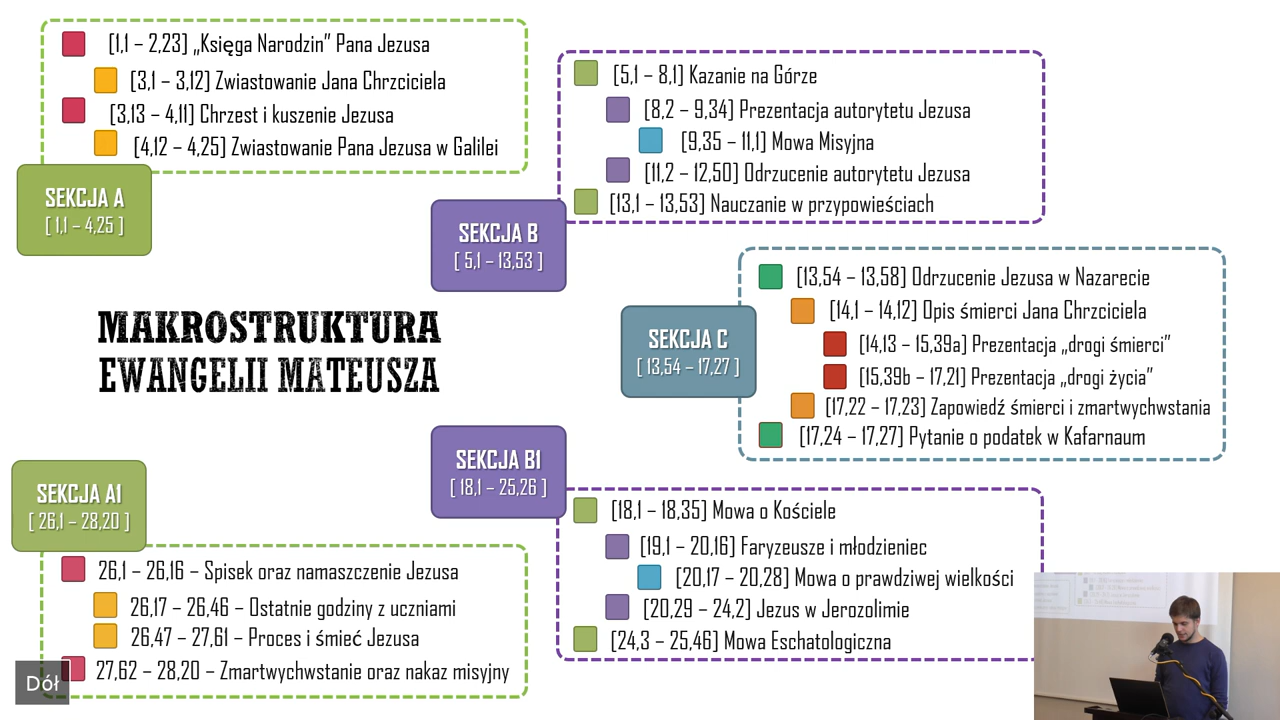 [1,1 – 2,23] „Księga Narodzin” Pana Jezusa
[3,1 – 3,12] Zwiastowanie Jana Chrzciciela
[3,13 – 4,11] Chrzest i kuszenie Jezusa
[4,12 – 4,25] Zwiastowanie Pana Jezusa w Galilei
SEKCJA A
[ 1,1 – 4,25 ]
[5,1 – 8,1] Kazanie na Górze
[8,2 – 9,34] Prezentacja autorytetu Jezusa
[9,35 – 11,1] Mowa Misyjna
[11,2 – 12,50] Odrzucenie autorytetu Jezusa
[13,1 – 13,53] Nauczanie w przypowieściach
SEKCJA B
[ 5,1 – 13,53 ]
[13,54 – 13,58] Odrzucenie Jezusa w Nazarecie
[14,1 – 14,12] Opis śmierci Jana Chrzciciela
[14,13 – 15,39a] Prezentacja „drogi śmierci”
[15,39b – 17,21] Prezentacja „drogi życia”
[17,22 – 17,23] Zapowiedź śmierci i zmartwychwstania
[17,24 – 17,27] Pytanie o podatek w Kafarnaum
SEKCJA C
[ 13,54 – 17,27 ]
MAKROSTRUKTURA
EWANGELII MATEUSZA
SEKCJA B1
[ 18,1 – 25,26 ]
[18,1 – 18,35] Mowa o Kościele
[19,1 – 20,16] Faryzeusze i młodzieniec
[20,17 – 20,28] Mowa o prawdziwej wielkości
[20,29 – 24,2] Jezus w Jerozolimie
[24,3 – 25,46] Mowa Eschatologiczna
SEKCJA A1
[ 26,1 – 28,20 ]
26,1 – 26,16 – Spisek oraz namaszczenie Jezusa
26,17 – 26,46 – Ostatnie godziny z uczniami
26,47 – 27,61 – Proces i śmieć Jezusa
27,62 – 28,20 – Zmartwychwstanie oraz nakaz misyjny
Dół